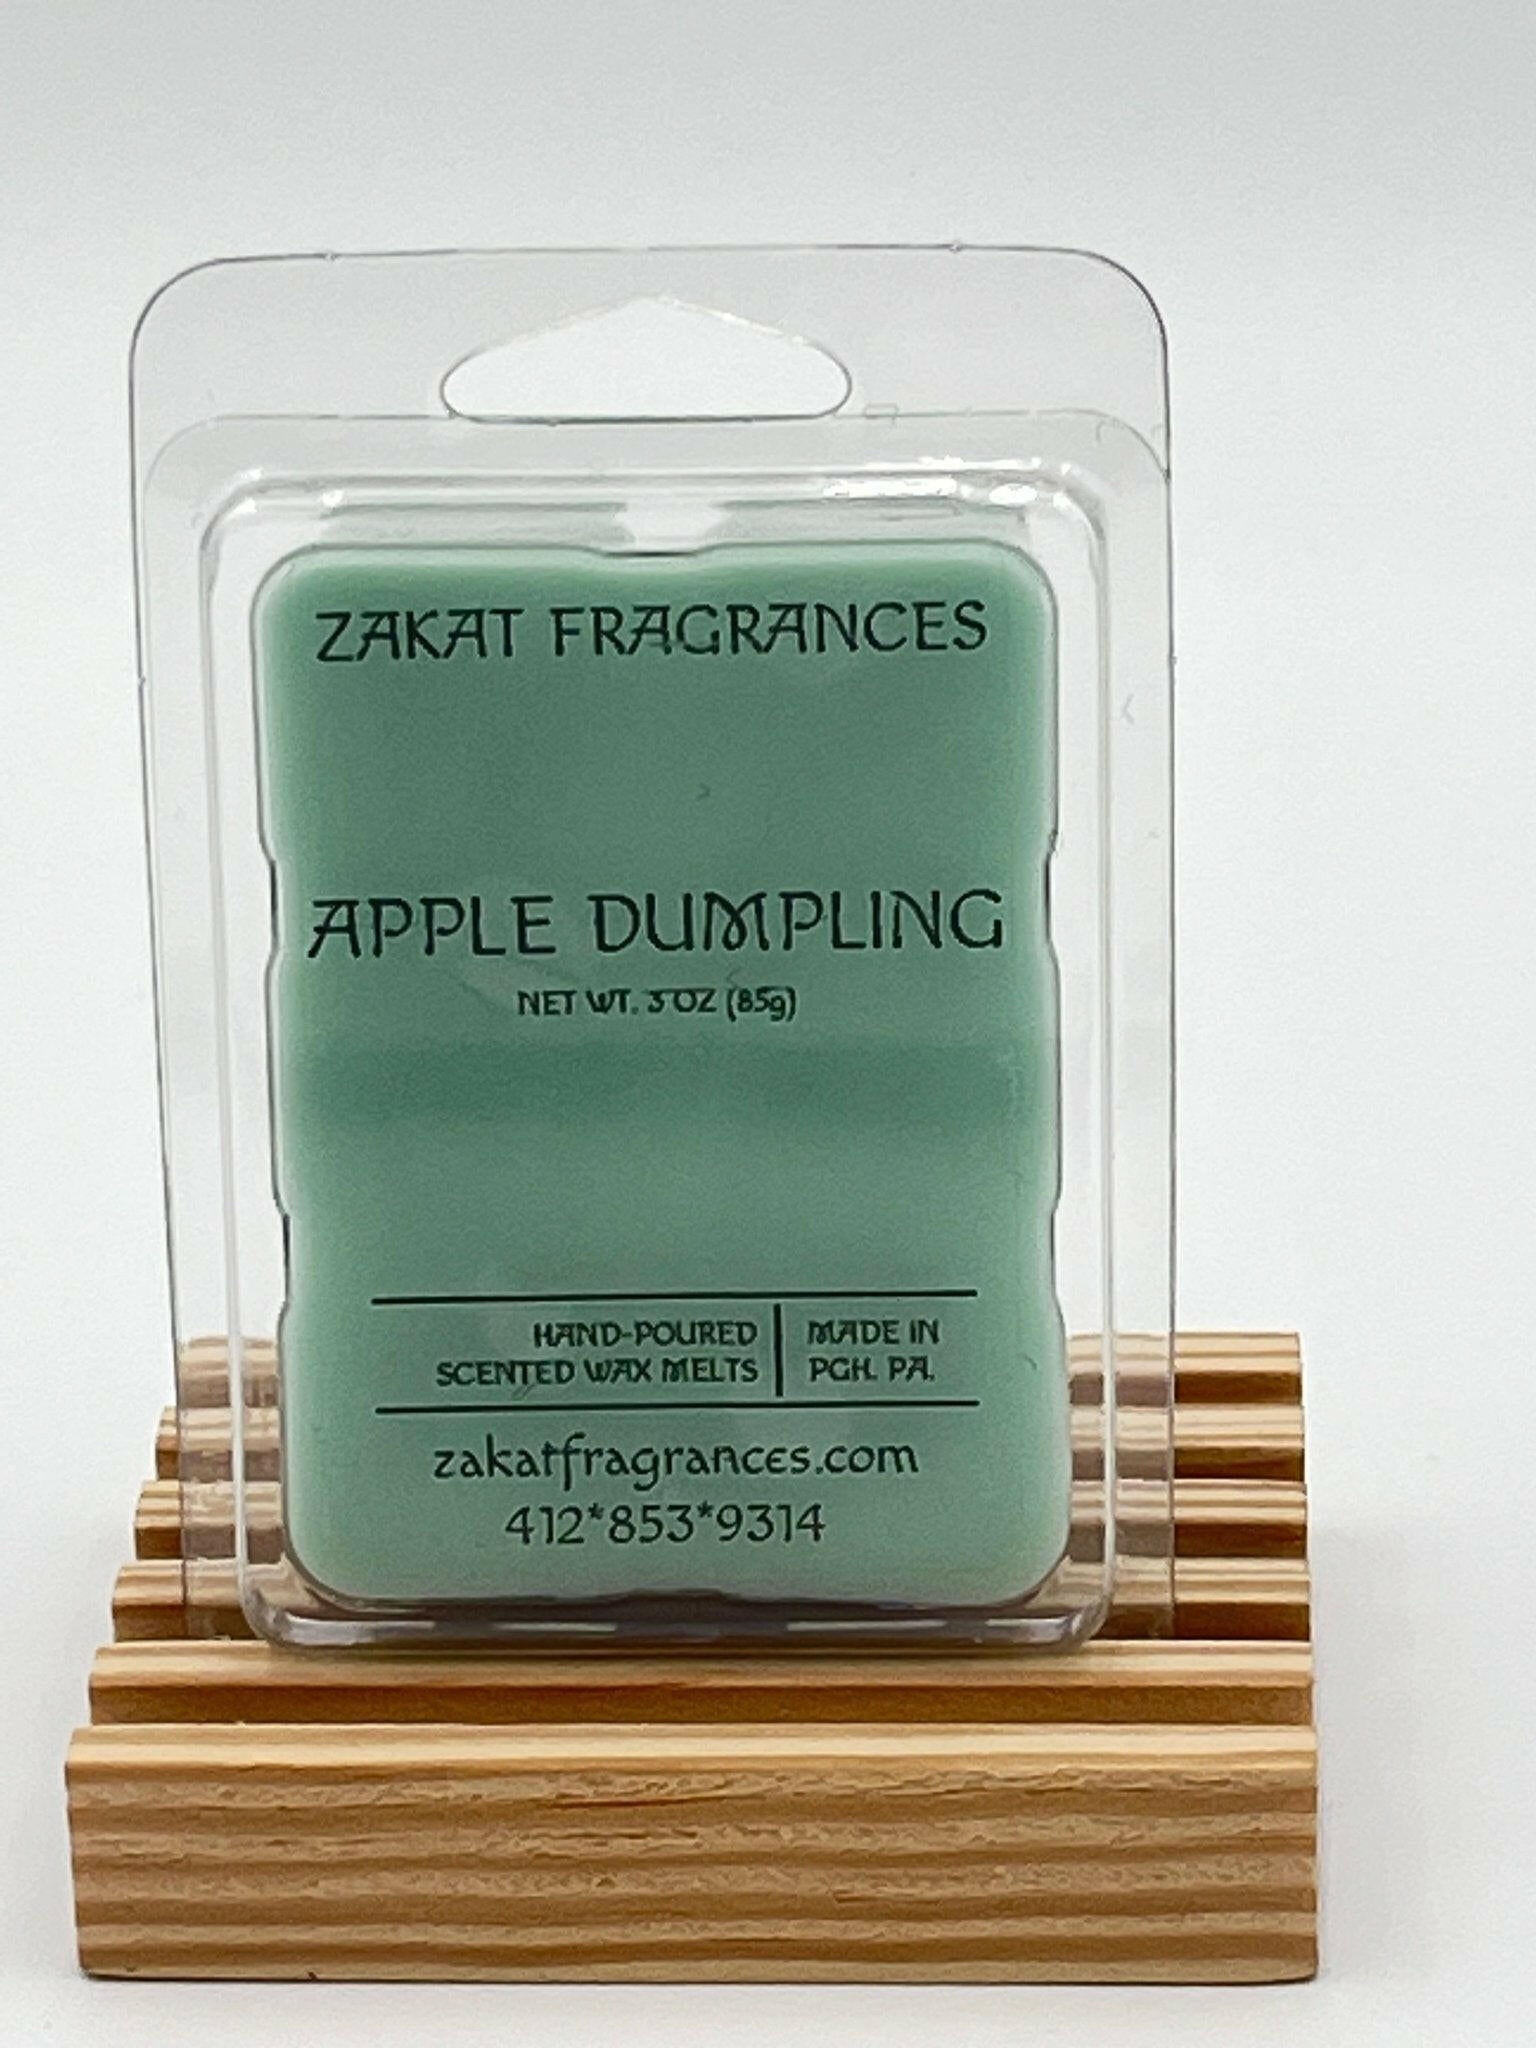 ZAKAT FRAGRANCES
APPLE DUMPLING
NET WT. 3 OZ (85g)
HAND-POURED
SCENTED WAX MELTS
MADE IN
PGH. PA.
zakatfragrances.com
412*853*9314